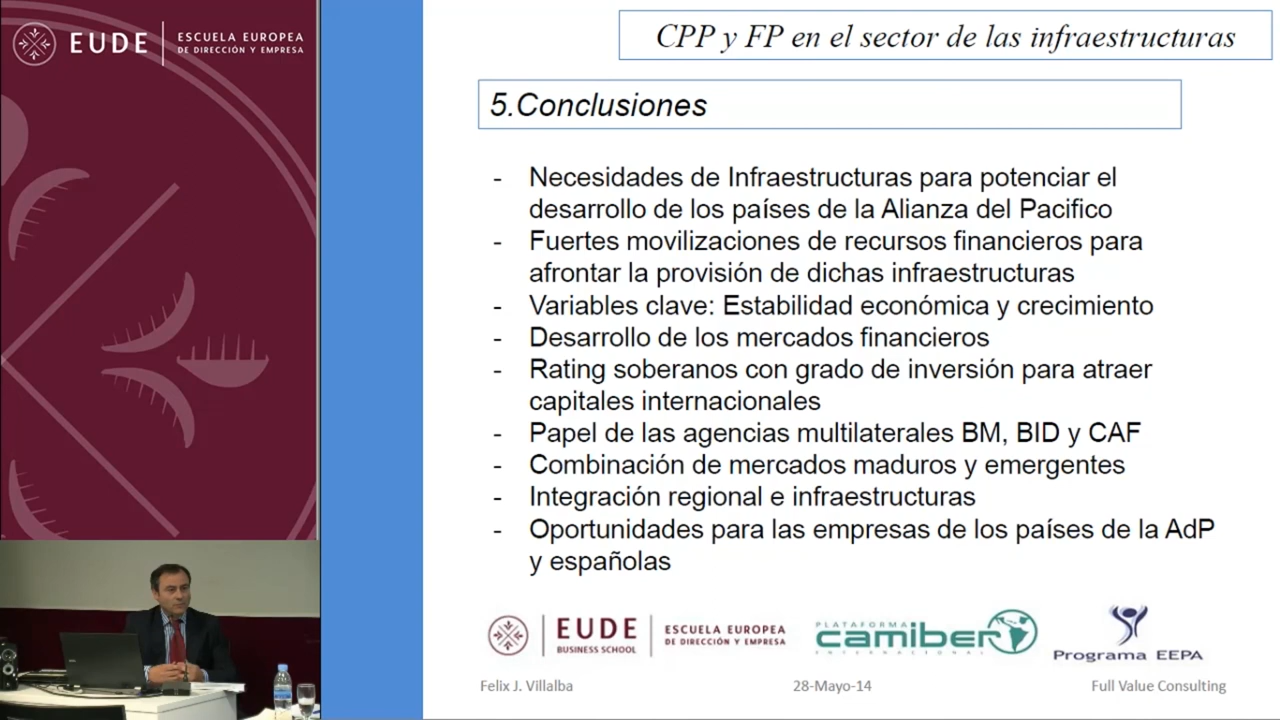 EUDE
ESCUELA EUROPEA
DE DIRECCIÓN Y EMPRESA
CPP y FP en el sector de las infraestructuras
5.Conclusiones
- Necesidades de Infraestructuras para potenciar el
desarrollo de los países de la Alianza del Pacifico
- Fuertes movilizaciones de recursos financieros para
afrontar la provisión de dichas infraestructuras
- Variables clave: Estabilidad económica y crecimiento
- Desarrollo de los mercados financieros
- Rating soberanos con grado de inversión para atraer
capitales internacionales
- Papel de las agencias multilaterales BM, BID y CAF
- Combinación de mercados maduros y emergentes
- Integración regional e infraestructuras
- Oportunidades para las empresas de los países de la AdP
y españolas
EUDE
BUSINESS SCHOOL
ESCUELA EUROPEA
DE DIRECCIÓN Y EMPRESA
PLATAFORMA
camiber
INTERNACIONAL
Programa EEPA
Felix J. Villalba
28-Mayo-14
Full Value Consulting